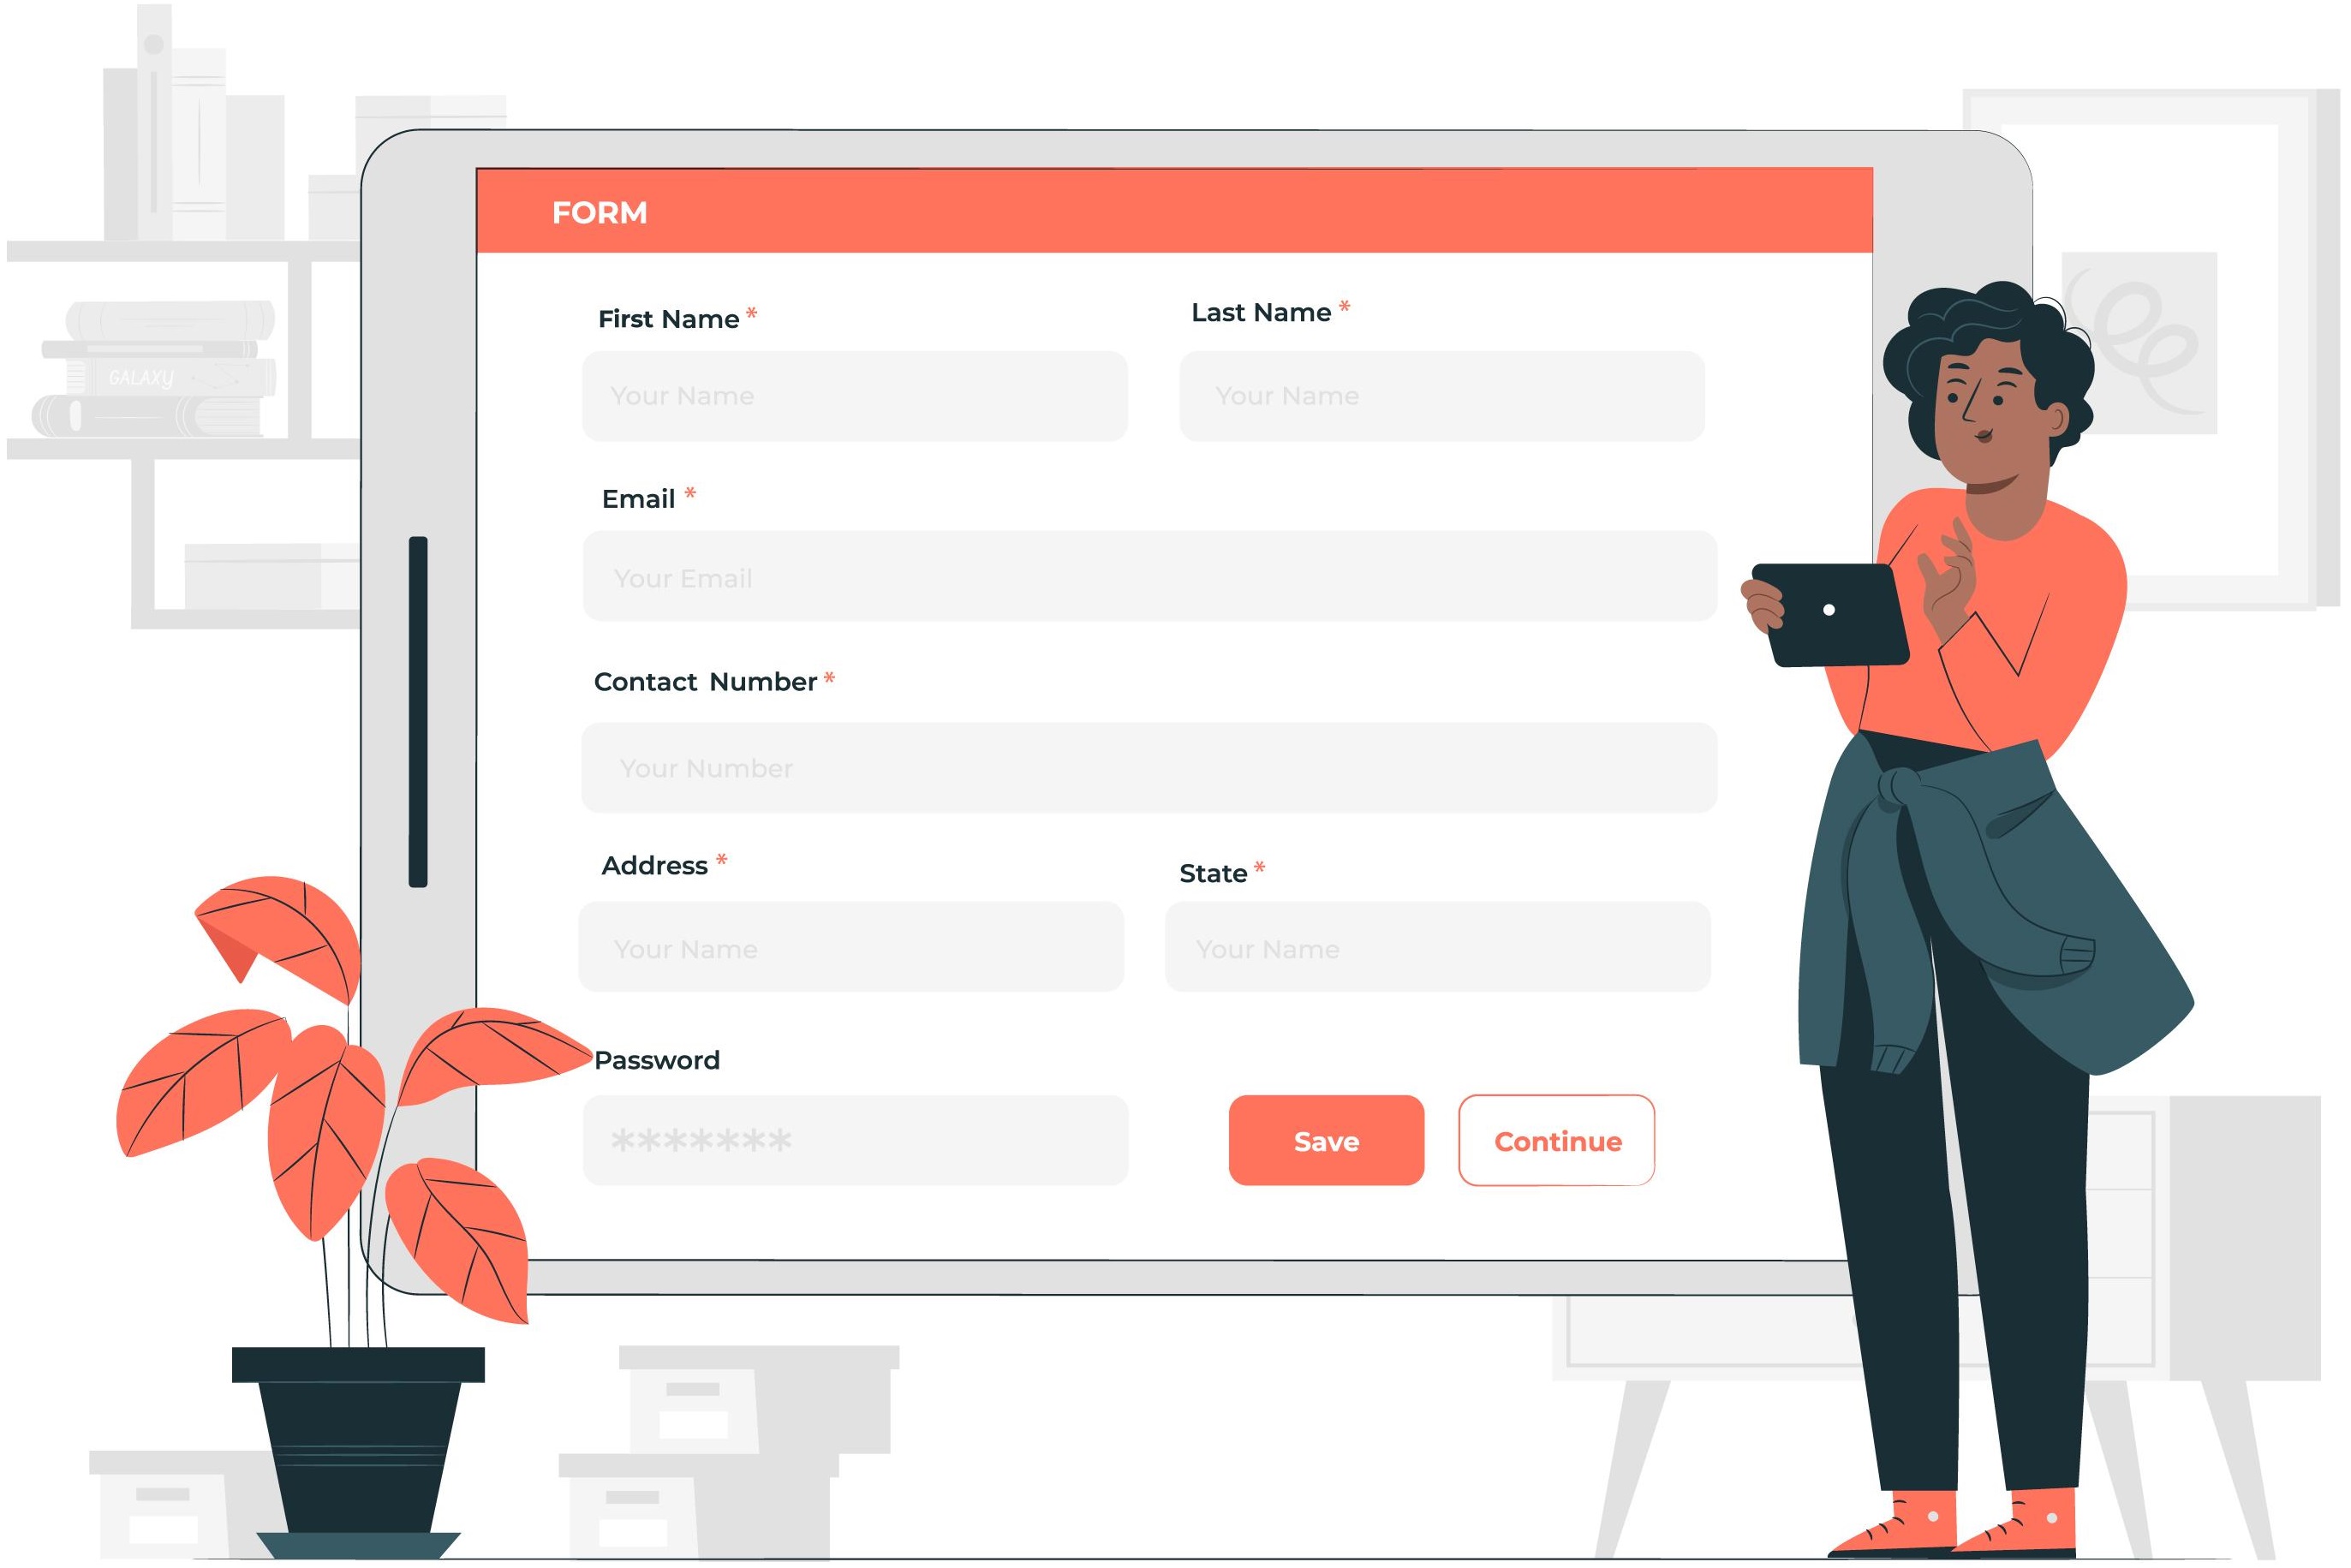 FORM
First Name * Last Name *
Your Name Your Name
Email *
Your Email
Contact Number *
Your Number
Address * State *
Your Name Your Name
Password
*******
Save Continue
GALAXY